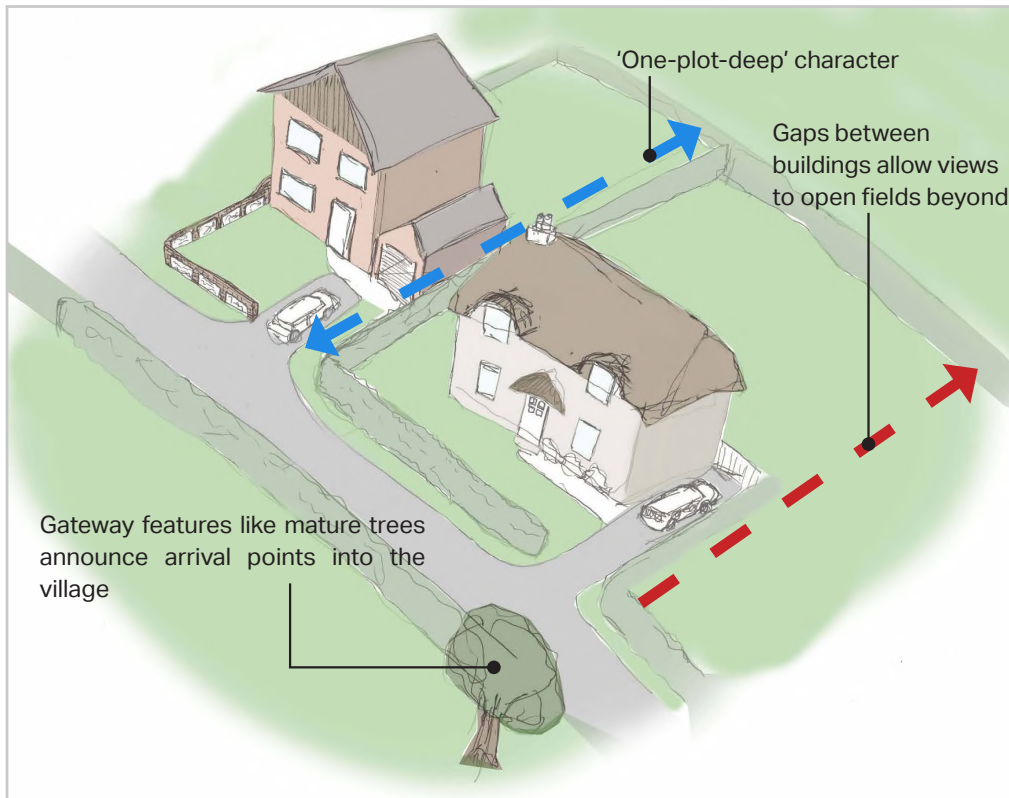 ‘One-plot-deep’ character
Gaps between
buildings allow views
to open fields beyond
Gateway features like mature trees
announce arrival points into the
village